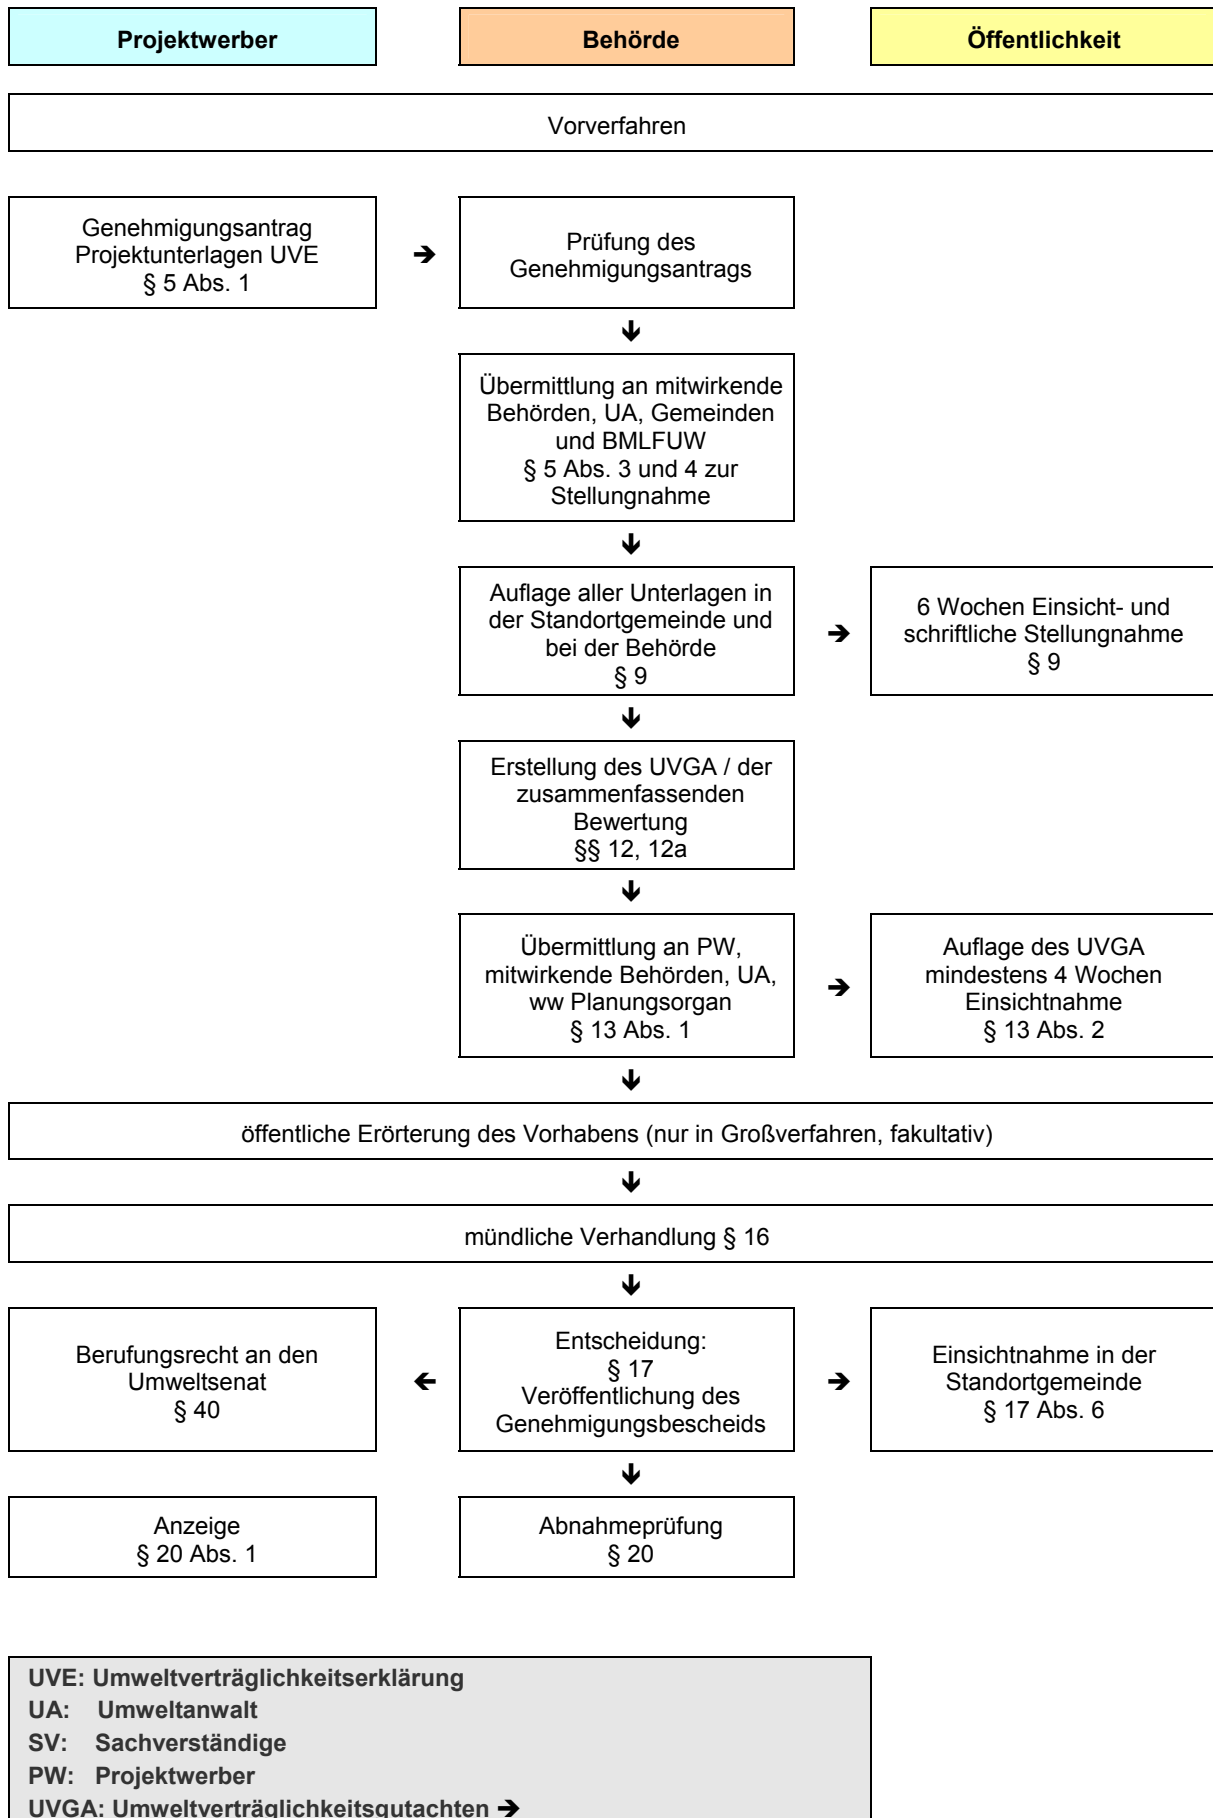 Projektwerber
Behörde
Öffentlichkeit
Vorverfahren
Genehmigungsantrag
Projektunterlagen UVE
§ 5 Abs. 1
➔
Prüfung des
Genehmigungsantrags
🡻
Übermittlung an mitwirkende
Behörden, UA, Gemeinden
und BMLFUW
§ 5 Abs. 3 und 4 zur
Stellungnahme
🡻
Auflage aller Unterlagen in
der Standortgemeinde und
bei der Behörde
§ 9
➔
6 Wochen Einsicht- und
schriftliche Stellungnahme
§ 9
🡻
Erstellung des UVGA / der
zusammenfassenden
Bewertung
§§ 12, 12a
🡻
Übermittlung an PW,
mitwirkende Behörden, UA,
ww Planungsorgan
§ 13 Abs. 1
➔
Auflage des UVGA
mindestens 4 Wochen
Einsichtnahme
§ 13 Abs. 2
🡻
öffentliche Erörterung des Vorhabens (nur in Großverfahren, fakultativ)
🡻
mündliche Verhandlung § 16
🡻
Berufungsrecht an den
Umweltsenat
§ 40
🡸
Entscheidung:
§ 17
Veröffentlichung des
Genehmigungsbescheids
➔
Einsichtnahme in der
Standortgemeinde
§ 17 Abs. 6
🡻
Anzeige
§ 20 Abs. 1
Abnahmeprüfung
§ 20
UVE: Umweltverträglichkeitserklärung
UA: Umweltanwalt
SV: Sachverständige
PW: Projektwerber
UVGA: Umweltverträglichkeitsgutachten ➔